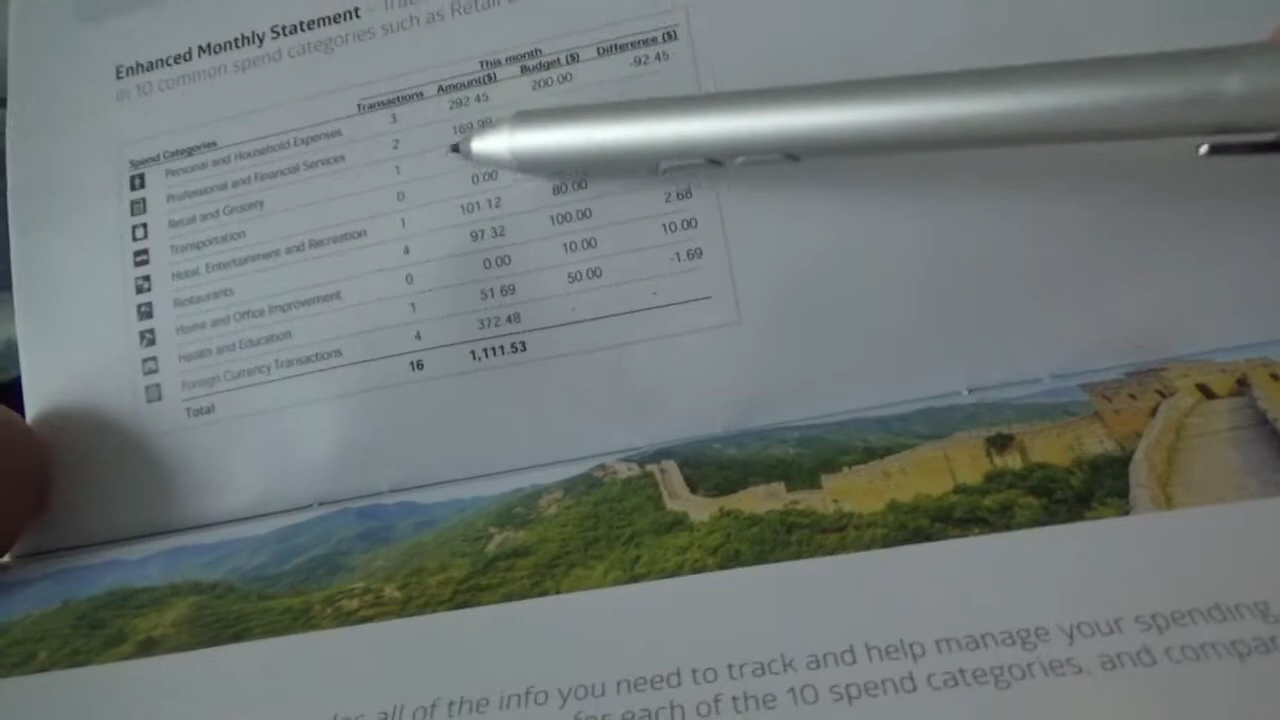 Enhanced Monthly Statement -
in 10 common spend categories such as Retail
This month
Spend Categories Transactions Amount($) Budget ($) Difference ($)
Personal and Household Expenses 3 292.45 200.00 -92.45
Professional and Financial Services 2 169.99
Retail and Grocery 1
Transportation 0 0.00
Hotel, Entertainment and Recreation 1 101.12 80.00
Restaurants 4 97.32 100.00 2.68
Home and Office Improvement 0 0.00 10.00 10.00
Health and Education 1 51.69 50.00 -1.69
Foreign Currency Transactions 4 372.48 - -
Total 16 1,111.53
all of the info you need to track and help manage your spending
each of the 10 spend categories, and compar